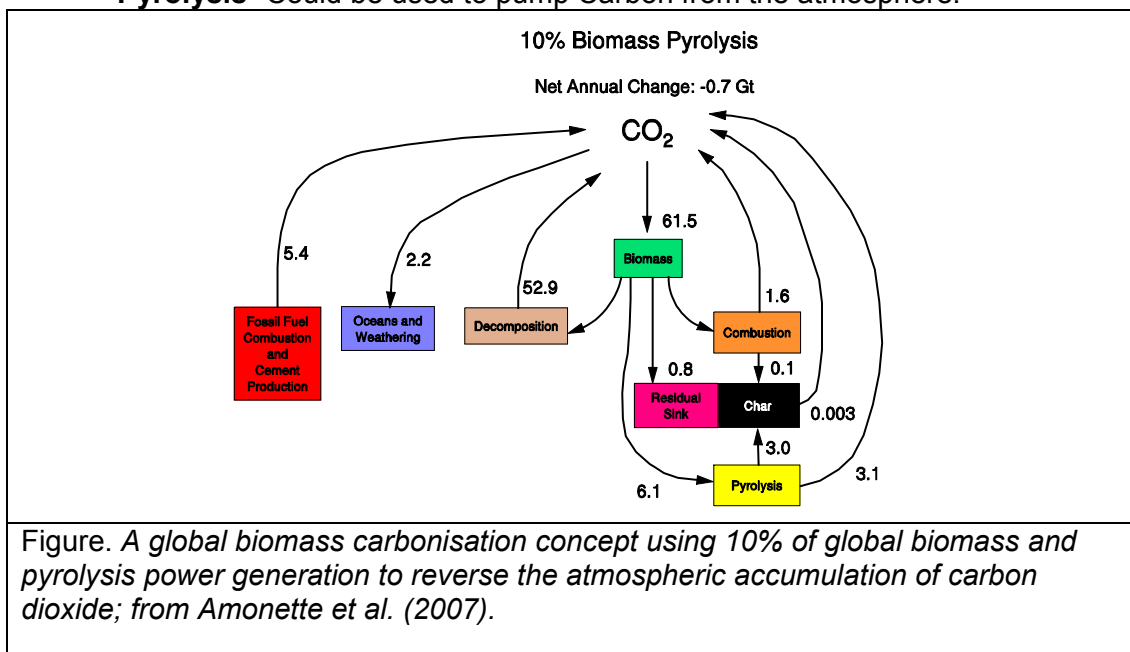 Pyrolysis- Could be used to pump Carbon from the atmosphere.
10% Biomass Pyrolysis
Net Annual Change: -0.7 Gt
CO₂
61.5
5.4
2.2
52.9
Biomass
1.6
Fossil Fuel
Combustion
and
Cement
Production
Oceans and
Weathering
Decomposition
Combustion
0.8
0.1
Residual
Sink
Char
0.003
3.0
6.1
Pyrolysis
3.1
Figure. A global biomass carbonisation concept using 10% of global biomass and
pyrolysis power generation to reverse the atmospheric accumulation of carbon
dioxide; from Amonette et al. (2007).